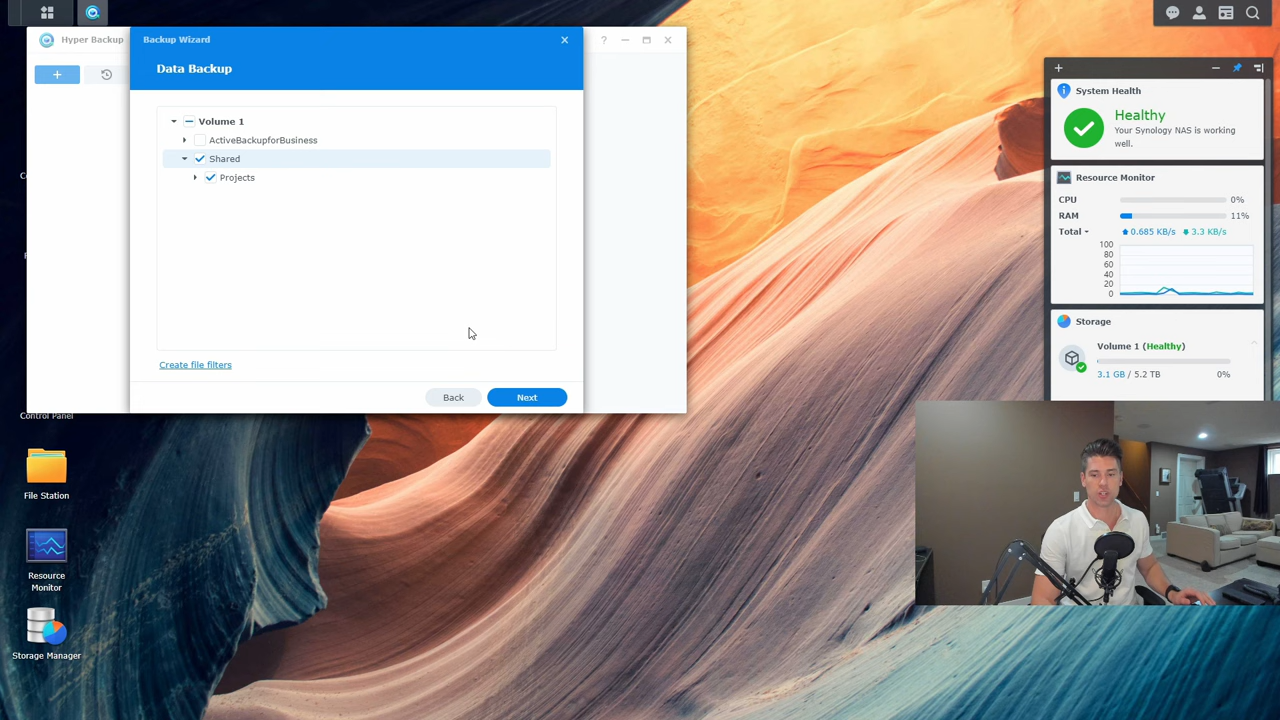 Hyper Backup
Backup Wizard
Data Backup
Volume 1
ActiveBackupforBusiness
Shared
Projects
Create file filters
Back
Next
Control Panel
File Station
Resource
Monitor
Storage Manager
System Health
Healthy
Your Synology NAS is working
well.
Resource Monitor
CPU 0%
RAM 11%
Total 0.685 KB/s 3.3 KB/s
100
80
60
40
20
0
Storage
Volume 1 (Healthy)
3.1 GB / 5.2 TB 0%